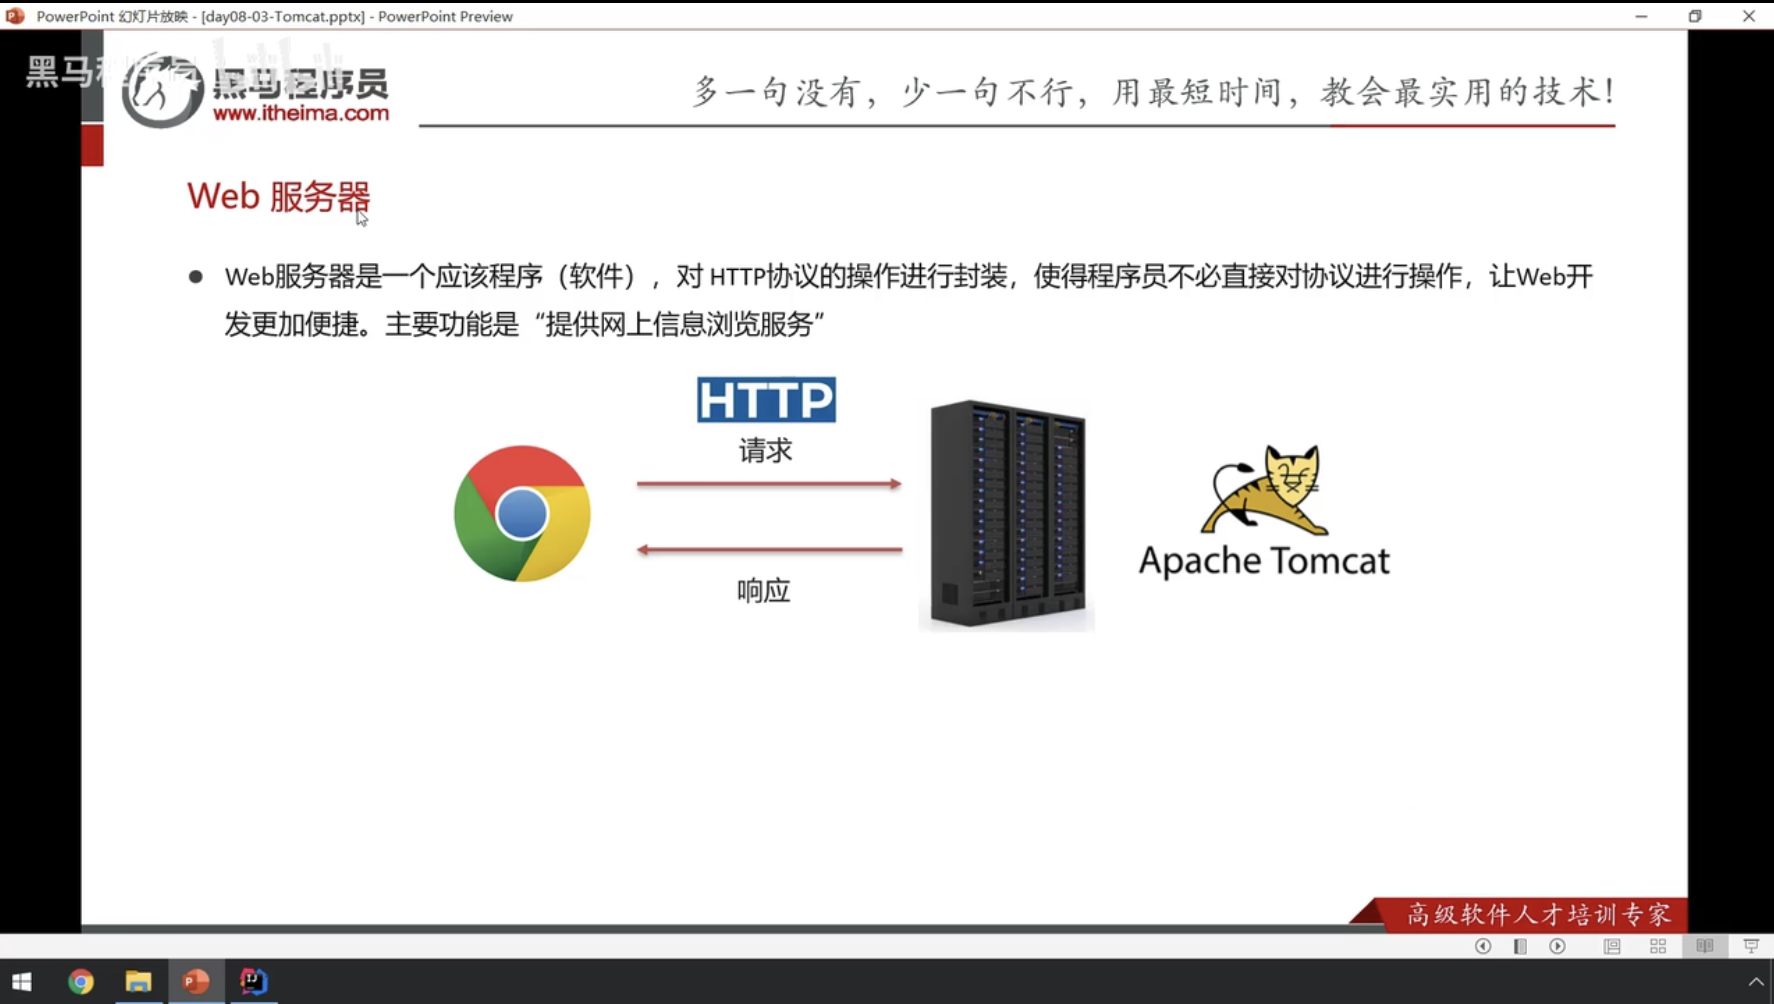 PowerPoint 幻灯片放映 - [day08-03-Tomcat.pptx] - PowerPoint Preview
黑马程序员
黑马程序员
www.itheima.com
多一句没有，少一句不行，用最短时间，教会最实用的技术！
Web 服务器
● Web服务器是一个应该程序（软件），对 HTTP协议的操作进行封装，使得程序员不必直接对协议进行操作，让Web开
发更加便捷。主要功能是“提供网上信息浏览服务”
HTTP
请求
响应
Apache Tomcat
高级软件人才培训专家